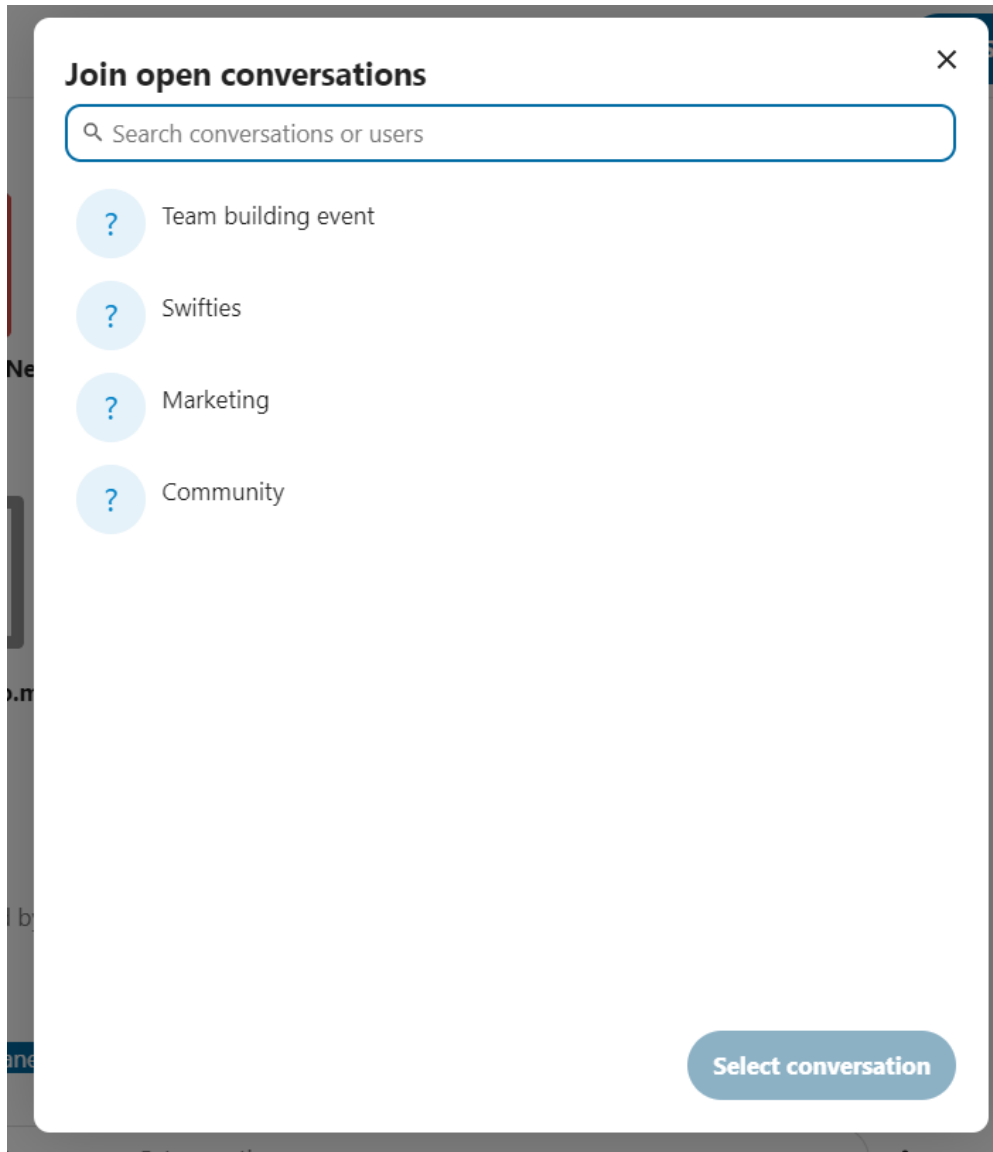 Join open conversations
Search conversations or users
? Team building event
? Swifties
? Marketing
? Community
Select conversation